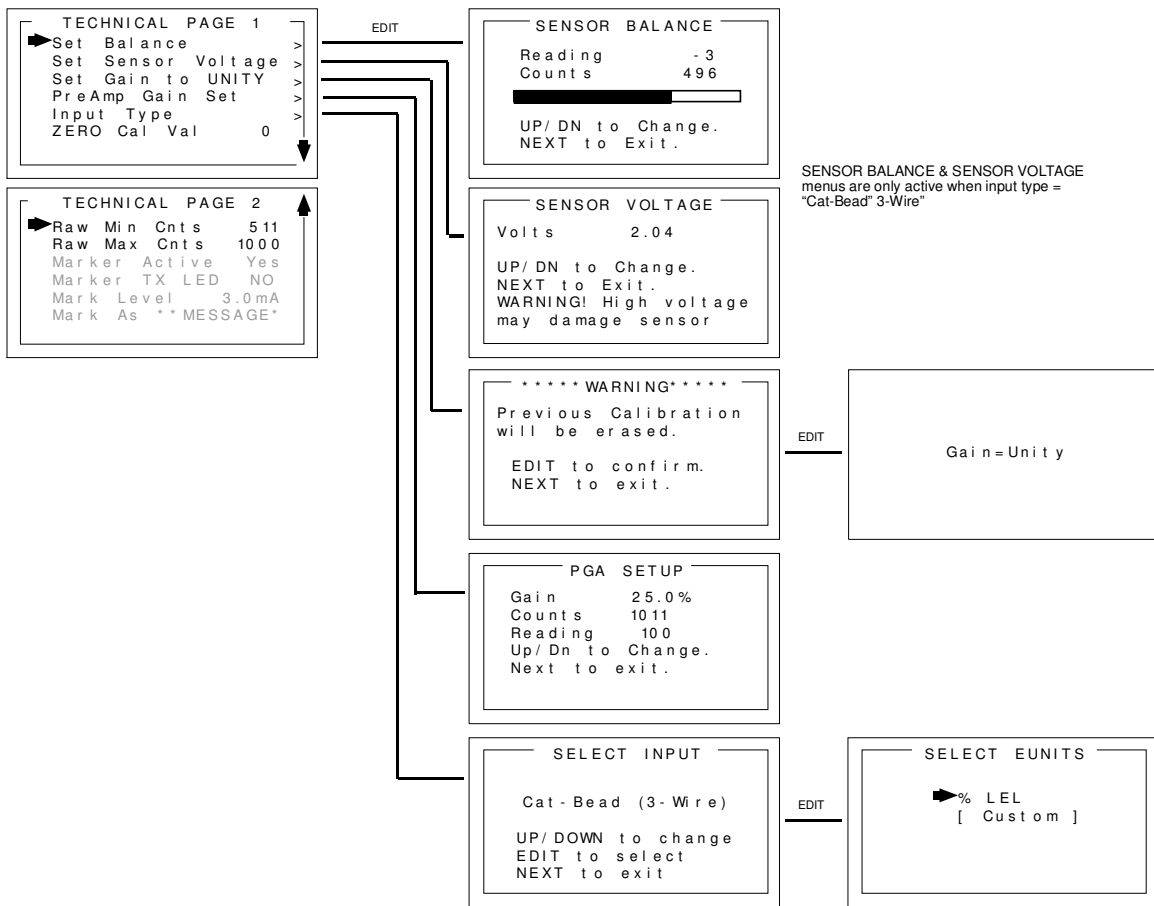 TECHNICAL PAGE 1
Set Balance >
Set Sensor Voltage >
Set Gain to UNITY >
PreAmp Gain Set >
Input Type >
ZERO Cal Val 0
EDIT
SENSOR BALANCE
Reading -3
Counts 496
UP/DN to Change.
NEXT to Exit.
SENSOR BALANCE & SENSOR VOLTAGE
menus are only active when input type =
“Cat-Bead” 3-Wire”
TECHNICAL PAGE 2
Raw Min Cnts 511
Raw Max Cnts 1000
Marker Active Yes
Marker TX LED NO
Mark Level 3.0mA
Mark As **MESSAGE*
SENSOR VOLTAGE
Volts 2.04
UP/DN to Change.
NEXT to Exit.
WARNING! High voltage
may damage sensor
*****WARNING*****
Previous Calibration
will be erased.
EDIT to confirm.
NEXT to exit.
EDIT
Gain=Unity
PGA SETUP
Gain 25.0%
Counts 1011
Reading 100
Up/Dn to Change.
Next to exit.
SELECT INPUT
Cat-Bead (3-Wire)
UP/DOWN to change
EDIT to select
NEXT to exit
EDIT
SELECT EUNITS
% LEL
[ Custom ]